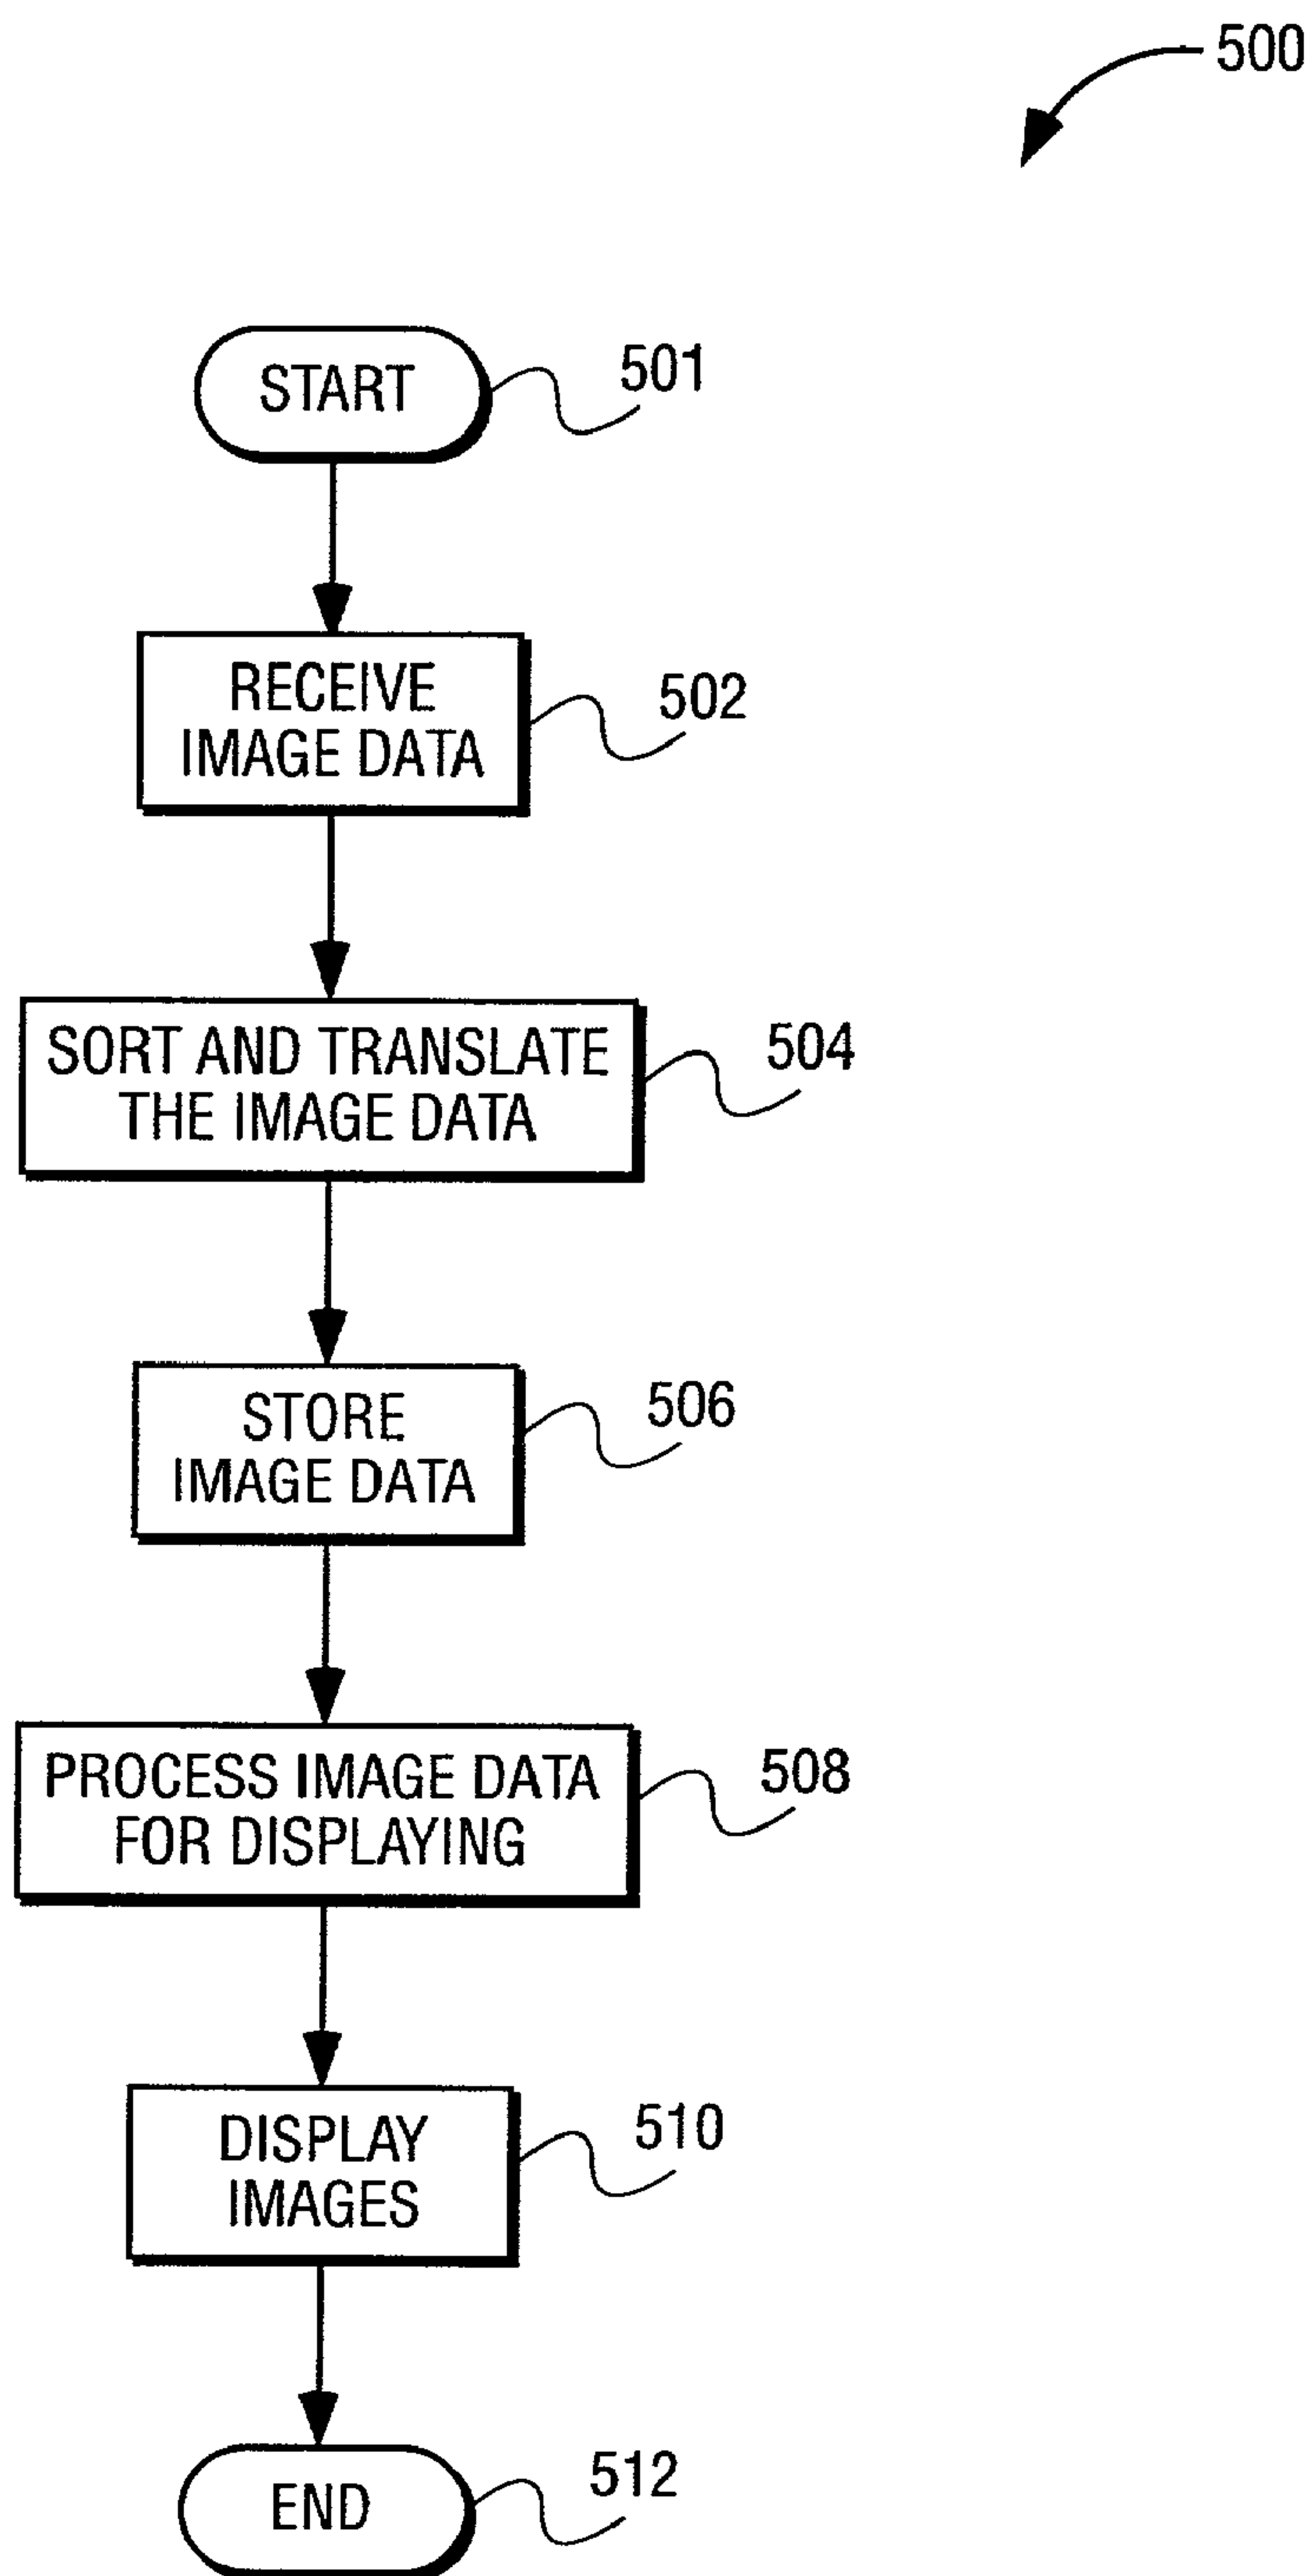 500
START
501
RECEIVE
IMAGE DATA
502
SORT AND TRANSLATE
THE IMAGE DATA
504
STORE
IMAGE DATA
506
PROCESS IMAGE DATA
FOR DISPLAYING
508
DISPLAY
IMAGES
510
END
512